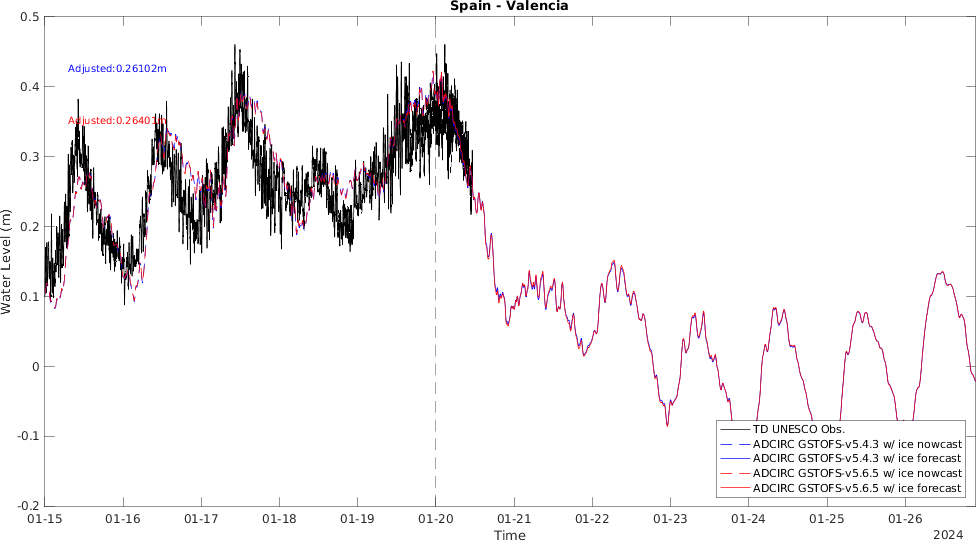 Spain - Valencia
0.5
0.4
0.3
0.2
0.1
0
-0.1
-0.2
Water Level (m)
Adjusted:0.26102m
Adjusted:0.26401m
TD UNESCO Obs.
ADCIRC GSTOFS-v5.4.3 w/ ice nowcast
ADCIRC GSTOFS-v5.4.3 w/ ice forecast
ADCIRC GSTOFS-v5.6.5 w/ ice nowcast
ADCIRC GSTOFS-v5.6.5 w/ ice forecast
01-15 01-16 01-17 01-18 01-19 01-20 01-21 01-22 01-23 01-24 01-25 01-26
Time
2024